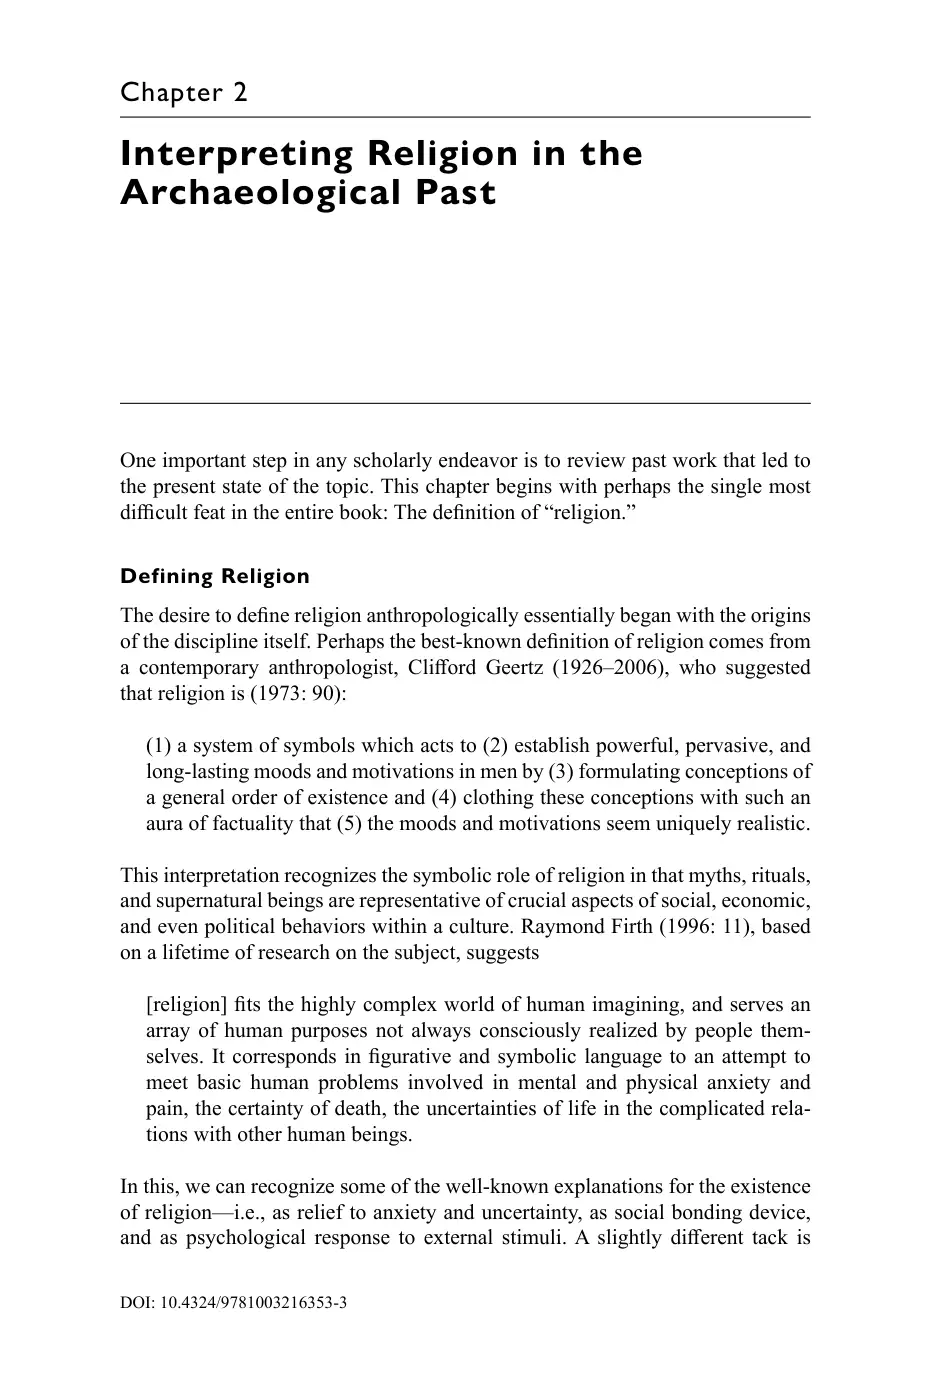 Chapter 2
Interpreting Religion in the
Archaeological Past
One important step in any scholarly endeavor is to review past work that led to
the present state of the topic. This chapter begins with perhaps the single most
difficult feat in the entire book: The definition of “religion.”
Defining Religion
The desire to define religion anthropologically essentially began with the origins
of the discipline itself. Perhaps the best-known definition of religion comes from
a contemporary anthropologist, Clifford Geertz (1926–2006), who suggested
that religion is (1973: 90):
(1) a system of symbols which acts to (2) establish powerful, pervasive, and
long-lasting moods and motivations in men by (3) formulating conceptions of
a general order of existence and (4) clothing these conceptions with such an
aura of factuality that (5) the moods and motivations seem uniquely realistic.
This interpretation recognizes the symbolic role of religion in that myths, rituals,
and supernatural beings are representative of crucial aspects of social, economic,
and even political behaviors within a culture. Raymond Firth (1996: 11), based
on a lifetime of research on the subject, suggests
[religion] fits the highly complex world of human imagining, and serves an
array of human purposes not always consciously realized by people them-
selves. It corresponds in figurative and symbolic language to an attempt to
meet basic human problems involved in mental and physical anxiety and
pain, the certainty of death, the uncertainties of life in the complicated rela-
tions with other human beings.
In this, we can recognize some of the well-known explanations for the existence
of religion—i.e., as relief to anxiety and uncertainty, as social bonding device,
and as psychological response to external stimuli. A slightly different tack is
DOI: 10.4324/9781003216353-3